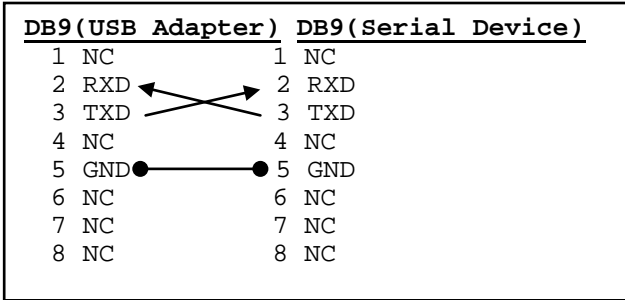 DB9(USB Adapter) DB9(Serial Device)
1 NC 1 NC
2 RXD 2 RXD
3 TXD 3 TXD
4 NC 4 NC
5 GND 5 GND
6 NC 6 NC
7 NC 7 NC
8 NC 8 NC